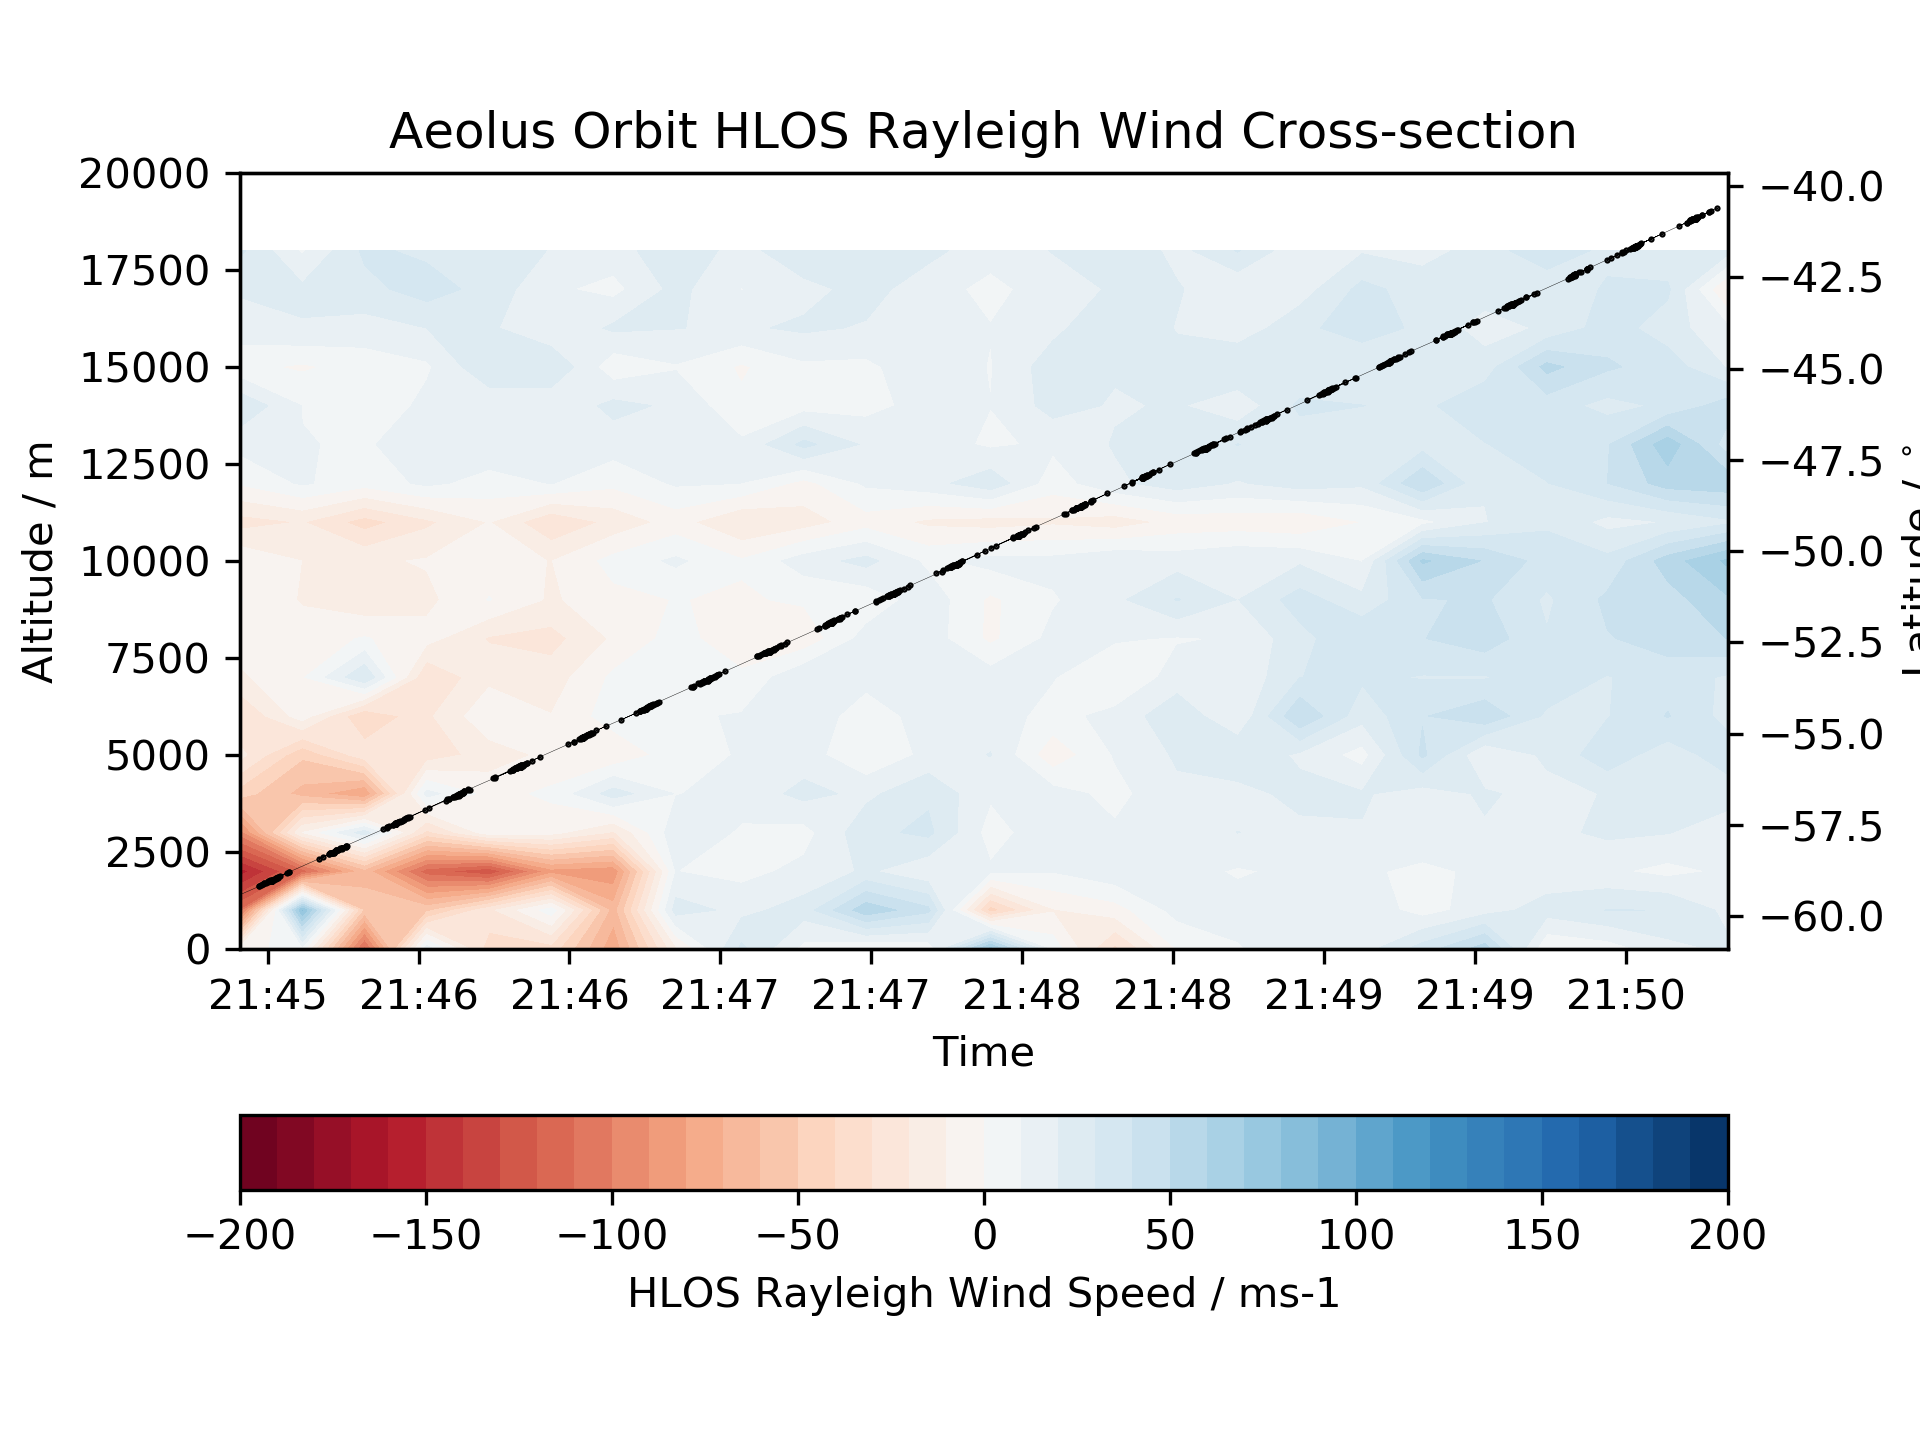 Aeolus Orbit HLOS Rayleigh Wind Cross-section
20000
17500
15000
12500
10000
7500
5000
2500
0
Altitude / m
−40.0
−42.5
−45.0
−47.5
−50.0
−52.5
−55.0
−57.5
−60.0
Latitude / °
21:45 21:46 21:46 21:47 21:47 21:48 21:48 21:49 21:49 21:50
Time
−200 −150 −100 −50 0 50 100 150 200
HLOS Rayleigh Wind Speed / ms-1